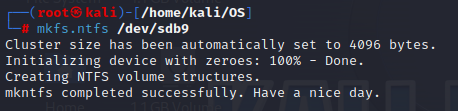 (root㉿kali)-[/home/kali/OS]
# mkfs.ntfs /dev/sdb9
Cluster size has been automatically set to 4096 bytes.
Initializing device with zeroes: 100% - Done.
Creating NTFS volume structures.
mkntfs completed successfully. Have a nice day.